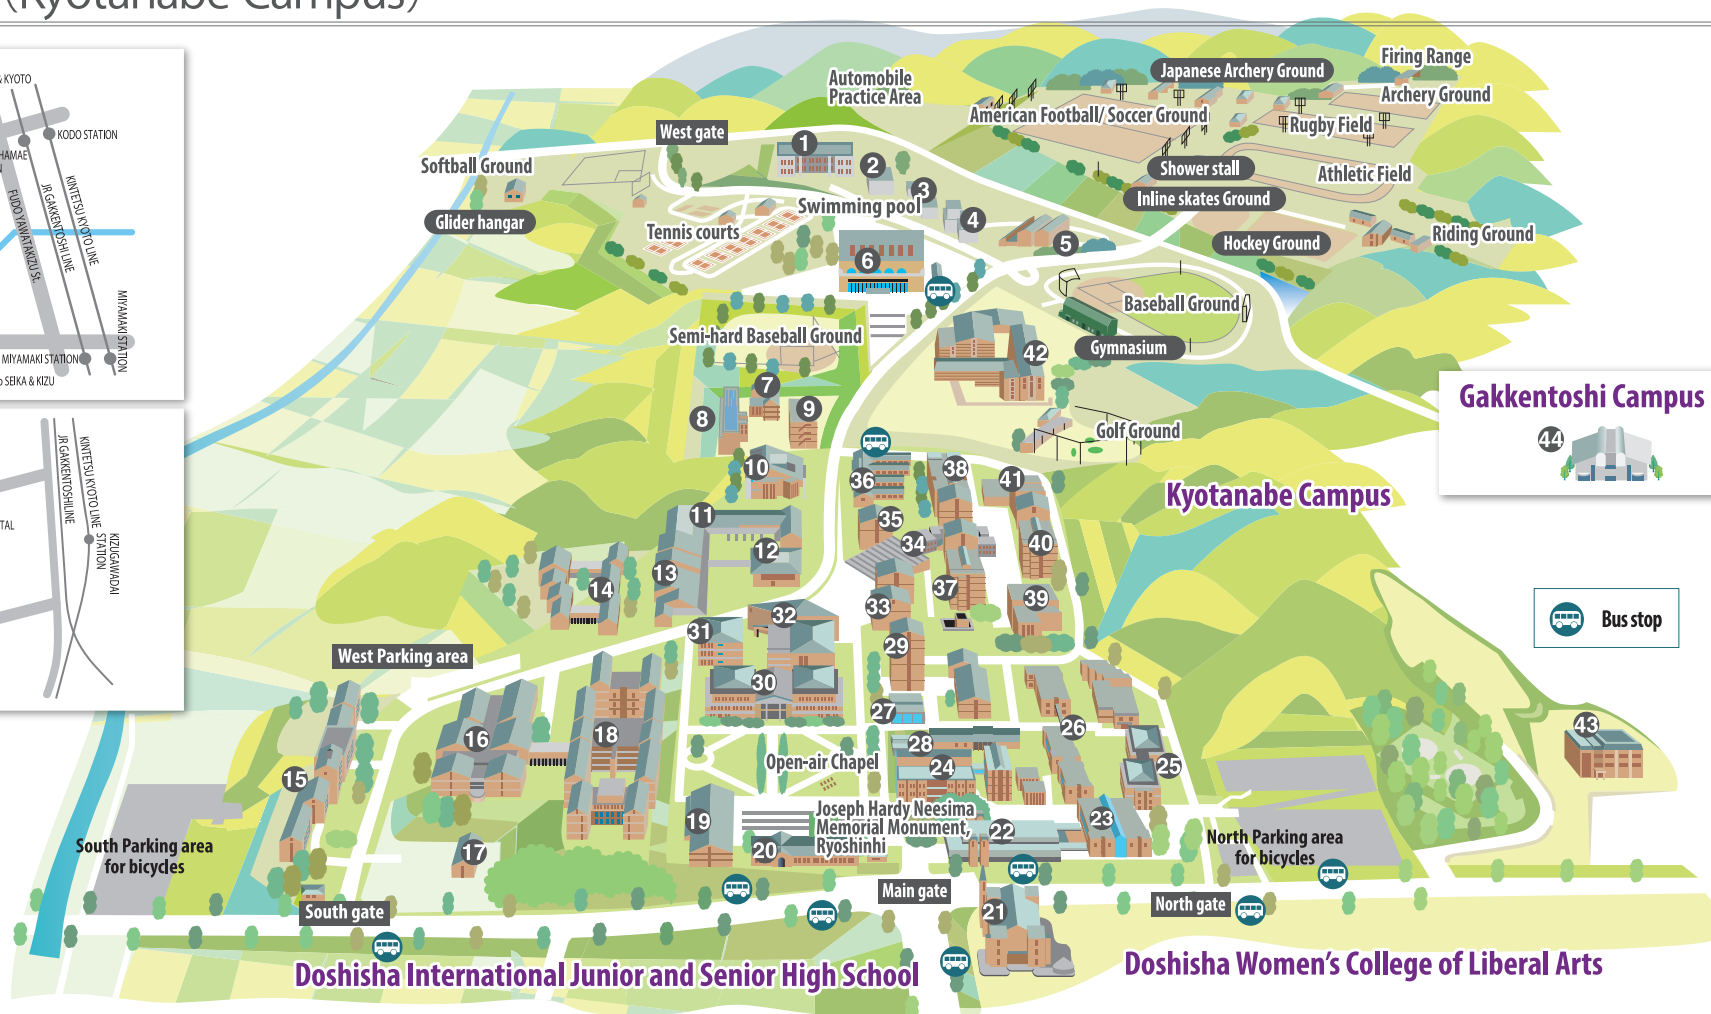 (Kyotanabe Campus)
KYOTO
KODO STATION
HAMAE
FUDO YAWATAKIZU St.
JR GAKKENTOSHI LINE
KINTETSU KYOTO LINE
MIYAMAKI STATION
MIYAMAKI STATION
SEIKA & KIZU
JR GAKKENTOSHILINE
KINTETSU KYOTO LINE
STATION
KIZUGAWADAI
TAL
Automobile
Practice Area
Firing Range
Japanese Archery Ground
Archery Ground
American Football/ Soccer Ground
Rugby Field
West gate
1
2
3
4
5
Softball Ground
Shower stall
Athletic Field
Inline skates Ground
Swimming pool
Glider hangar
Tennis courts
Hockey Ground
Riding Ground
6
Baseball Ground
Semi-hard Baseball Ground
Gymnasium
42
7
8
9
Gakkentoshi Campus
44
Golf Ground
10
36
38
41
Kyotanabe Campus
11
35
34
40
12
13
14
37
39
33
32
31
29
Bus stop
West Parking area
30
27
26
43
16
18
28
25
15
Open-air Chapel
24
19
Joseph Hardy Neesima
Memorial Monument,
Ryoshinhi
22
23
South Parking area
for bicycles
17
20
North Parking area
for bicycles
Main gate
South gate
21
North gate
Doshisha International Junior and Senior High School
Doshisha Women's College of Liberal Arts